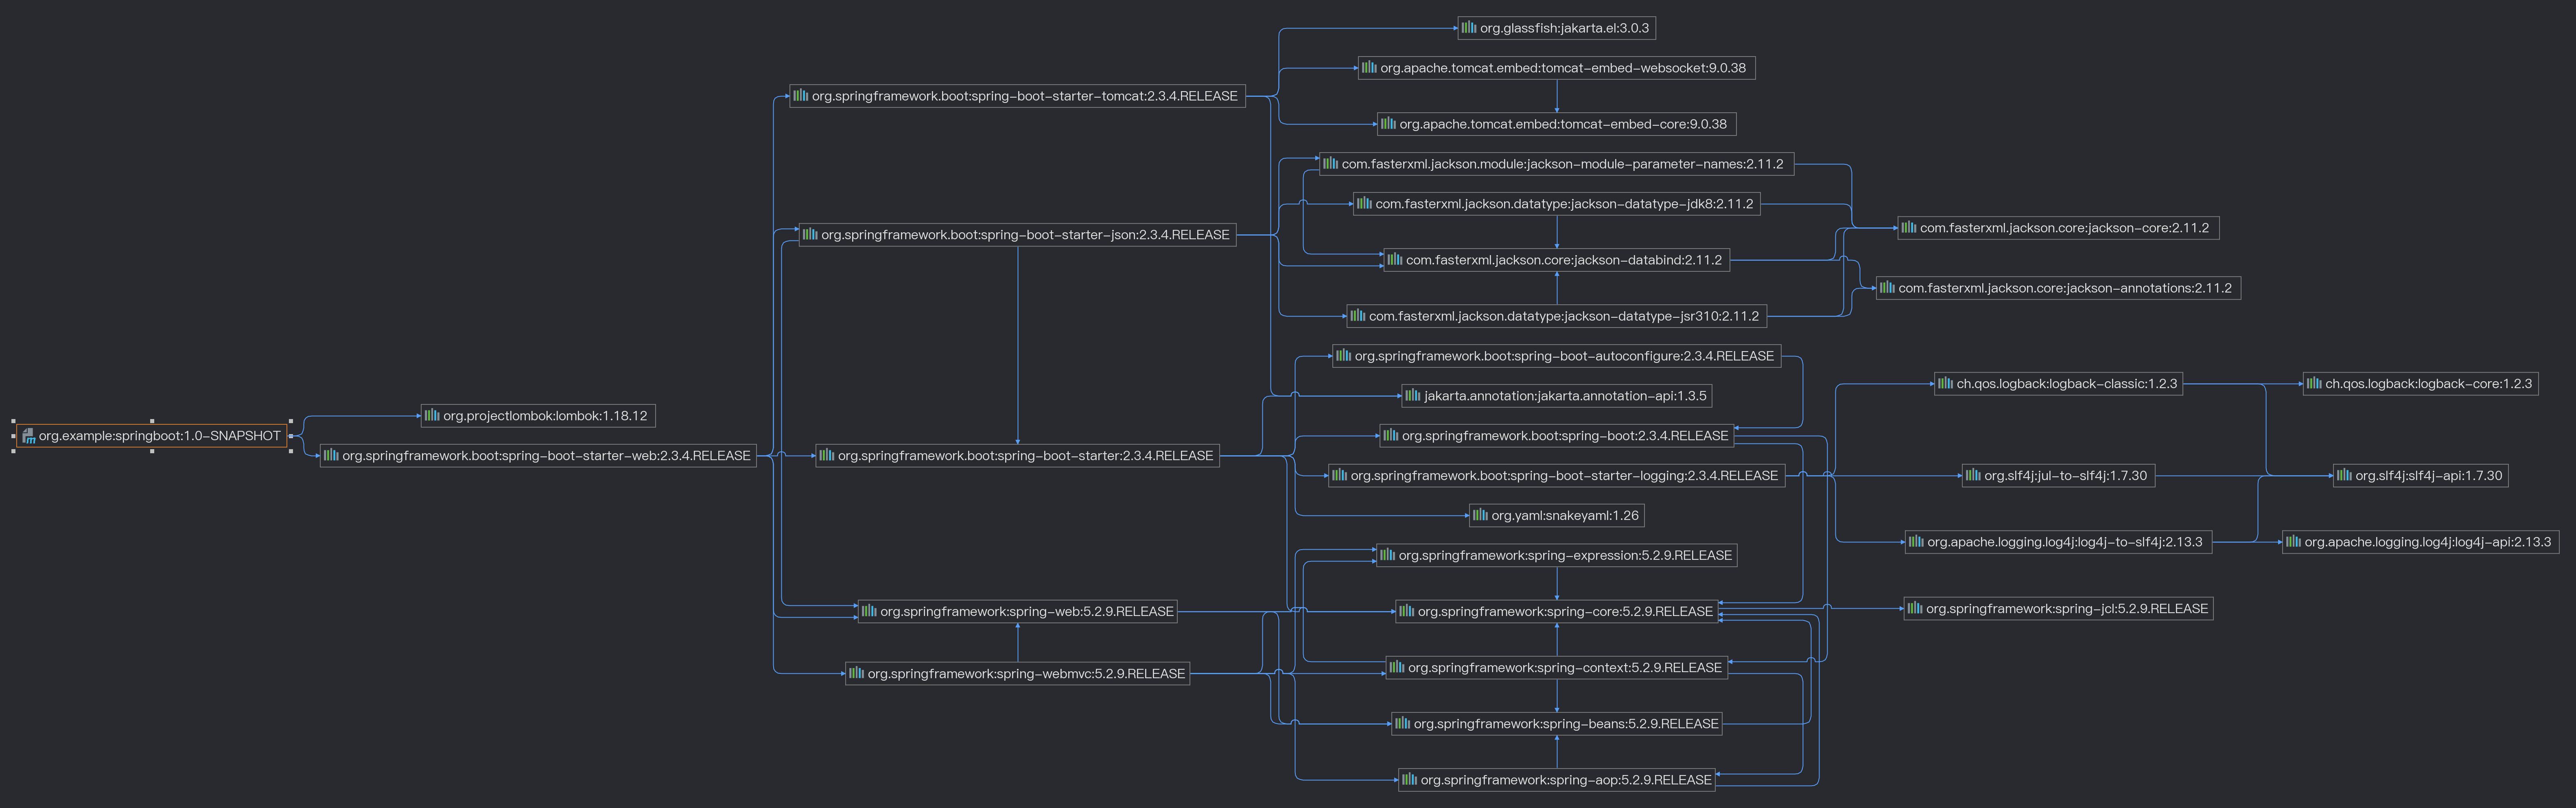 org.glassfish:jakarta.el:3.0.3
org.apache.tomcat.embed:tomcat-embed-websocket:9.0.38
org.springframework.boot:spring-boot-starter-tomcat:2.3.4.RELEASE
org.apache.tomcat.embed:tomcat-embed-core:9.0.38
com.fasterxml.jackson.module:jackson-module-parameter-names:2.11.2
com.fasterxml.jackson.datatype:jackson-datatype-jdk8:2.11.2
com.fasterxml.jackson.core:jackson-core:2.11.2
org.springframework.boot:spring-boot-starter-json:2.3.4.RELEASE
com.fasterxml.jackson.core:jackson-databind:2.11.2
com.fasterxml.jackson.core:jackson-annotations:2.11.2
com.fasterxml.jackson.datatype:jackson-datatype-jsr310:2.11.2
org.springframework.boot:spring-boot-autoconfigure:2.3.4.RELEASE
ch.qos.logback:logback-classic:1.2.3
ch.qos.logback:logback-core:1.2.3
jakarta.annotation:jakarta.annotation-api:1.3.5
org.projectlombok:lombok:1.18.12
org.example:springboot:1.0-SNAPSHOT
org.springframework.boot:spring-boot:2.3.4.RELEASE
org.springframework.boot:spring-boot-starter-web:2.3.4.RELEASE
org.springframework.boot:spring-boot-starter:2.3.4.RELEASE
org.springframework.boot:spring-boot-starter-logging:2.3.4.RELEASE
org.slf4j:jul-to-slf4j:1.7.30
org.slf4j:slf4j-api:1.7.30
org.yaml:snakeyaml:1.26
org.apache.logging.log4j:log4j-to-slf4j:2.13.3
org.apache.logging.log4j:log4j-api:2.13.3
org.springframework:spring-expression:5.2.9.RELEASE
org.springframework:spring-web:5.2.9.RELEASE
org.springframework:spring-core:5.2.9.RELEASE
org.springframework:spring-jcl:5.2.9.RELEASE
org.springframework:spring-webmvc:5.2.9.RELEASE
org.springframework:spring-context:5.2.9.RELEASE
org.springframework:spring-beans:5.2.9.RELEASE
org.springframework:spring-aop:5.2.9.RELEASE